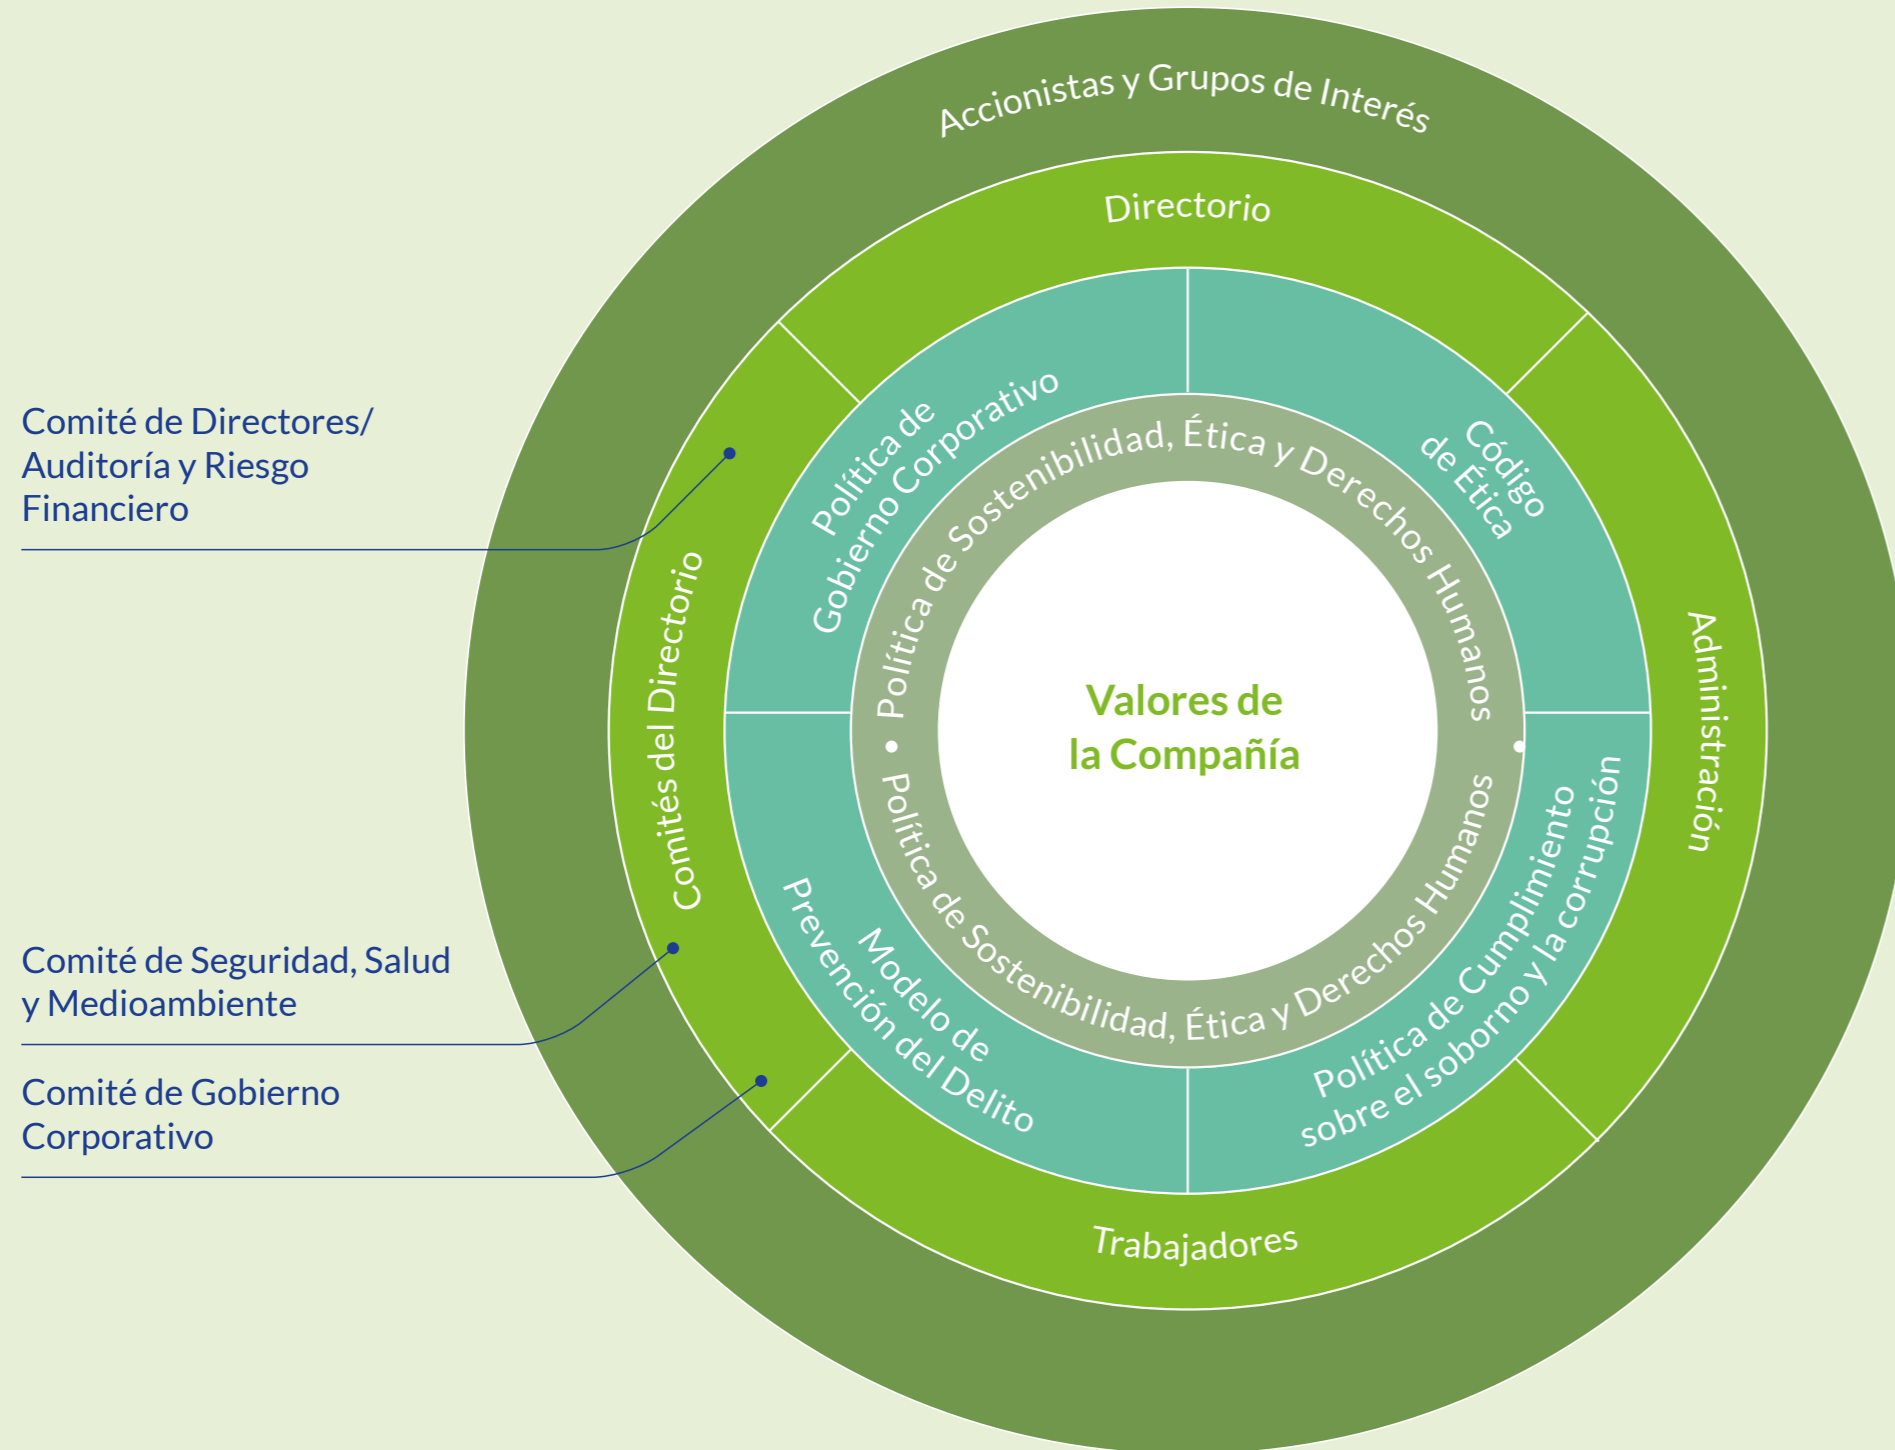 Accionistas y Grupos de Interés
Directorio
Comité de Directores/
Auditoría y Riesgo
Financiero
Política de
Gobierno Corporativo
Código
de Ética
Política de Sostenibilidad, Ética y Derechos Humanos
Comités del Directorio
Administración
Valores de
la Compañía
• Política de Sostenibilidad, Ética y Derechos Humanos •
Modelo de
Prevención del Delito
Política de Cumplimiento
sobre el soborno y la corrupción
Comité de Seguridad, Salud
y Medioambiente
Comité de Gobierno
Corporativo
Trabajadores